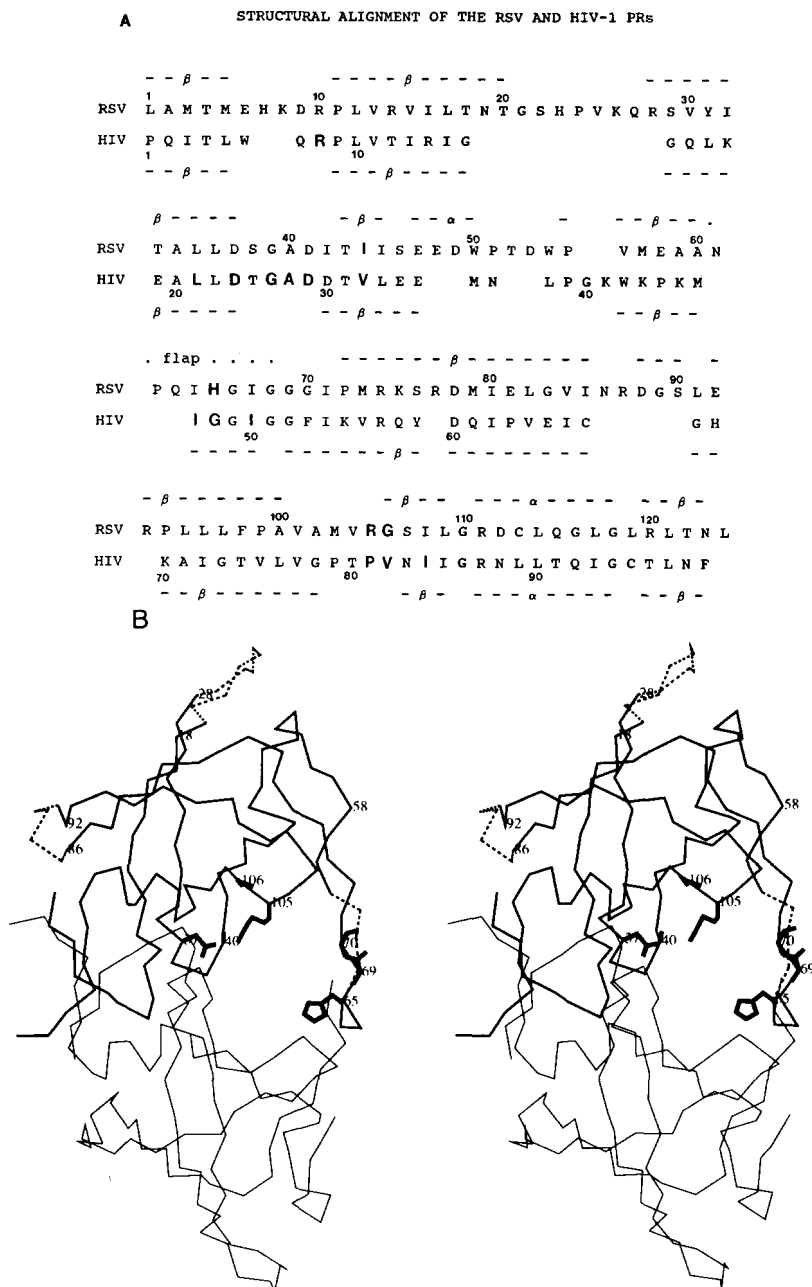 A STRUCTURAL ALIGNMENT OF THE RSV AND HIV-1 PRs
- - β - - - - - - - β - - - - - - - - -
1 10 20 30
RSV L A M T M E H K D R P L V R V I L T N T G S H P V K Q R S V Y I
HIV P Q I T L W Q R P L V T I R I G G Q L K
1 10
- - β - - - - - - β - - - - - - - -
β - - - - - - β - - - - α - - - - β - - .
40 50 60
RSV T A L L D S G A D I T I I S E E D W P T D W P V M E A A N
HIV E A L L D T G A D D T V L E E M N L P G K W K P K M
20 30 40
β - - - - - - β - - - - - β - -
. flap . . . . - - - - - - β - - - - - - - - -
70 80 90
RSV P Q I H G I G G G I P M R K S R D M I E L G V I N R D G S L E
HIV I G G I G G F I K V R Q Y D Q I P V E I C G H
50 60
- - - - - - - - - - β - - - - - - - - - - - -
- β - - - - - - - - β - - - - - α - - - - - - β -
100 110 120
RSV R P L L L F P A V A M V R G S I L G R D C L Q G L G L R L T N L
HIV K A I G T V L V G P T P V N I I G R N L L T Q I G C T L N F
70 80 90
- - β - - - - - - - - β - - - - - α - - - - - - β -
B
28 28
8
58 58
92 92
86 86
106 106
105 105
40 37 40
70 70
69 69
65